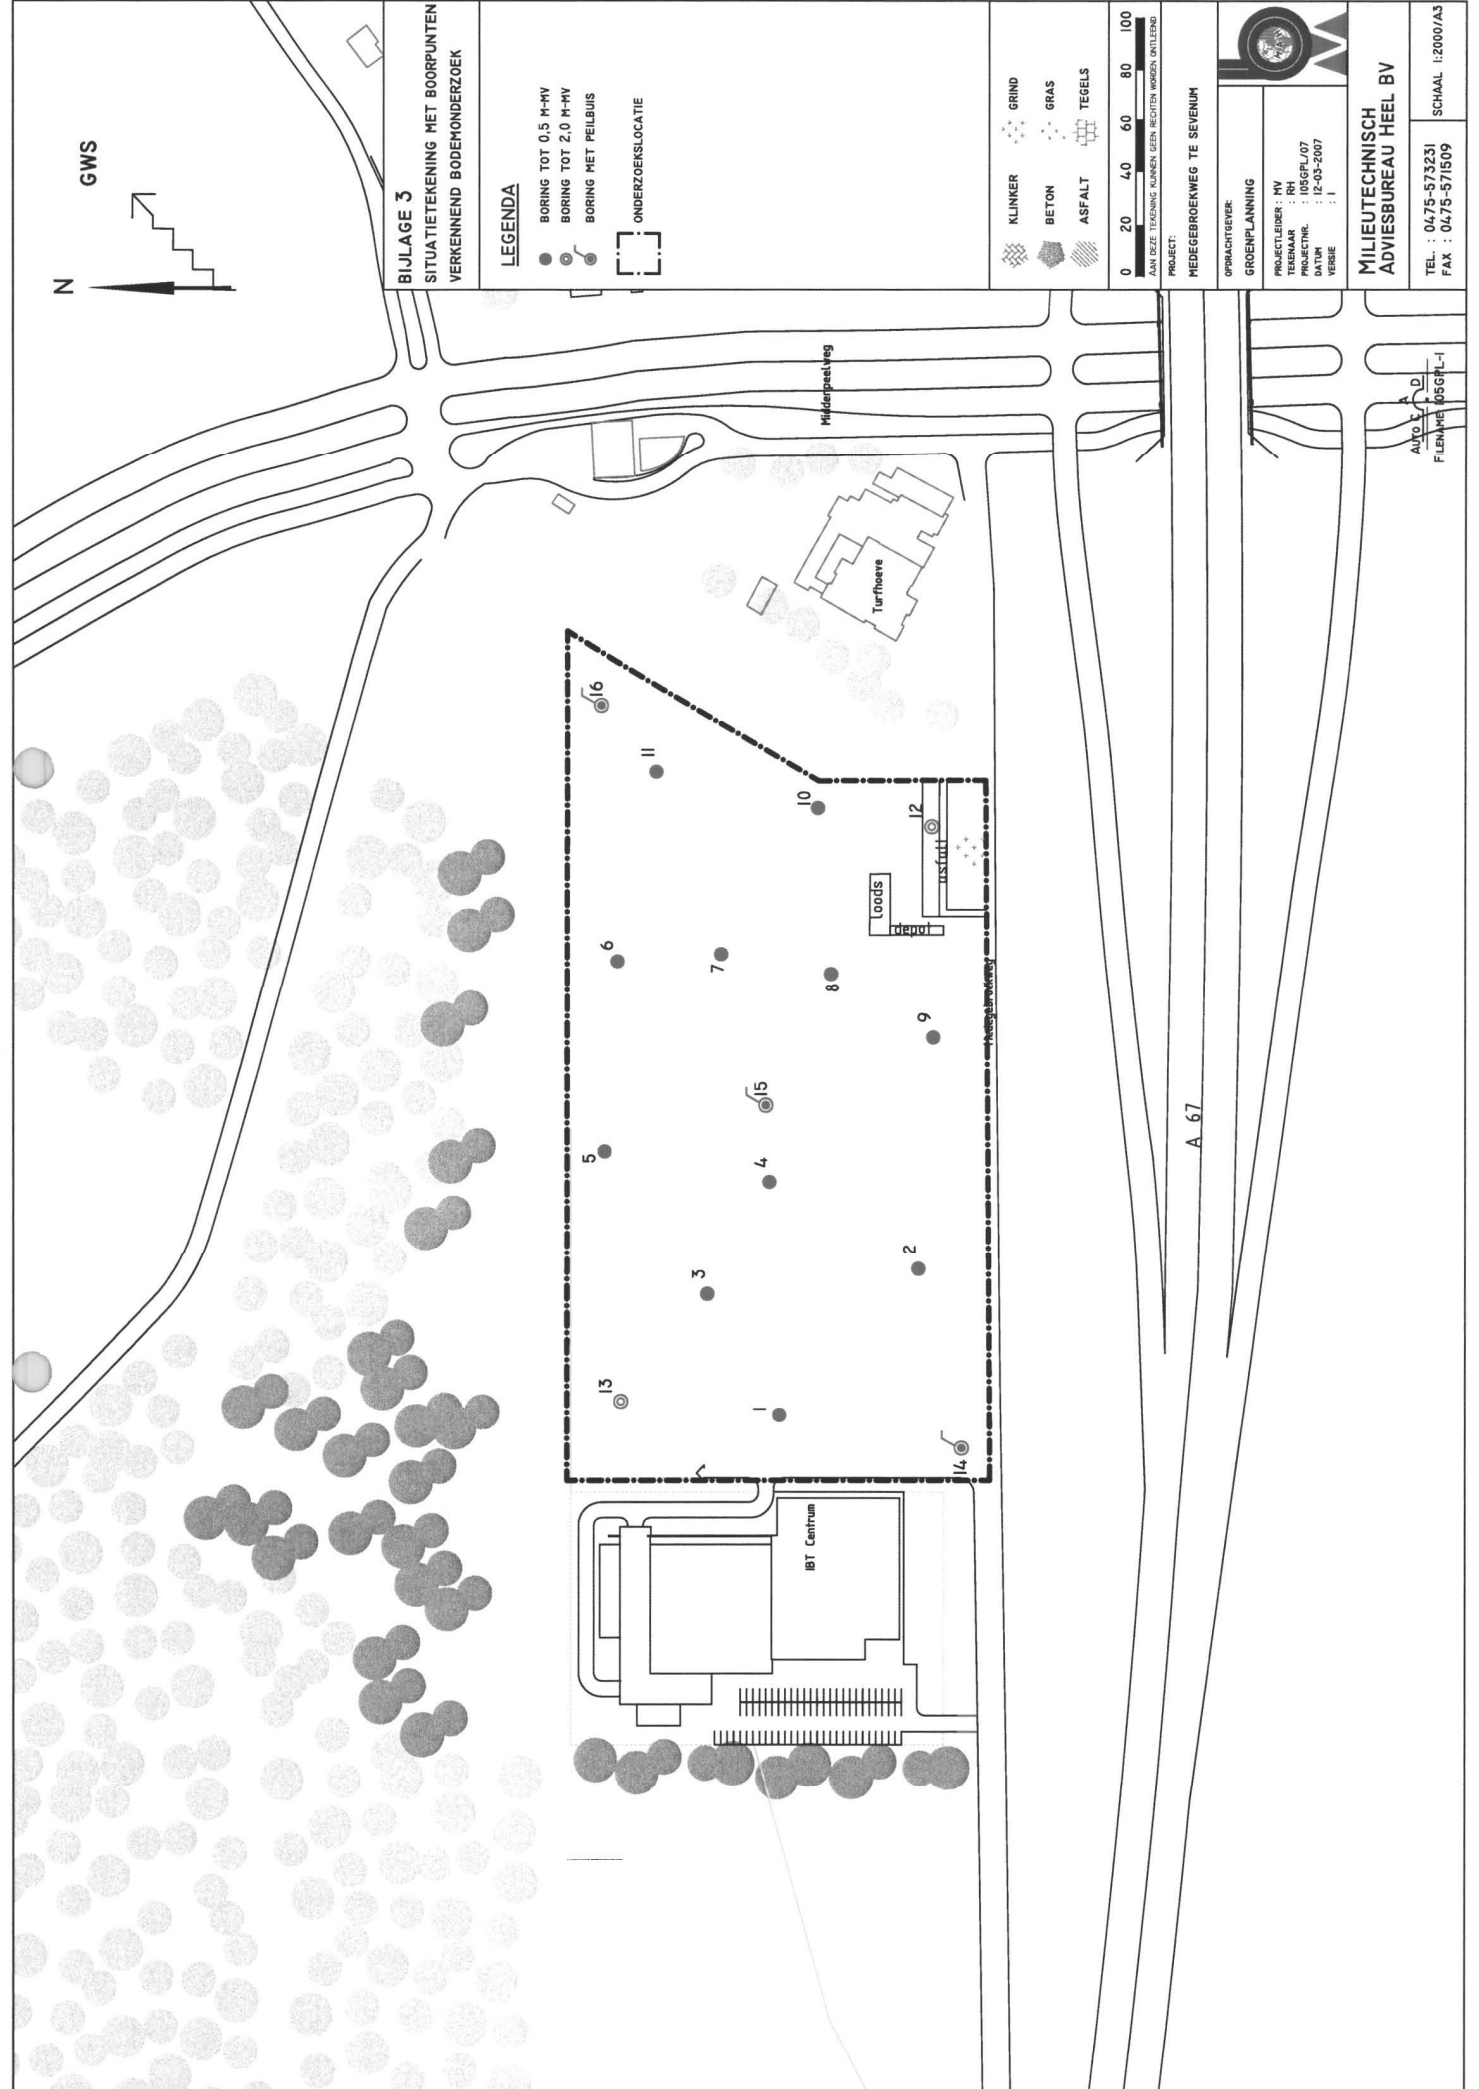 N
GWS
BIJLAGE 3
SITUATIETEKENING MET BOORPUNTEN
VERKENNEND BODEMONDERZOEK
LEGENDA
BORING TOT 0,5 M-MV
BORING TOT 2,0 M-MV
BORING MET PEILBUIS
ONDERZOEKSLOCATIE
KLINKER
GRIND
BETON
GRAS
ASFALT
TEGELS
0 20 40 60 80 100
AAN DEZE TEKENING KUNNEN GEEN RECHTEN WORDEN ONTLEEND
PROJECT:
MEDEGEBROEKWEG TE SEVENUM
OPDRACHTGEVER:
GROENPLANNING
PROJECTLEIDER : MV
TEKENAAR : RH
PROJECTNR. : 105GPL/07
DATUM : 12-03-2007
VERSIE : 1
MILIEUTECHNISCH
ADVIESBUREAU HEEL BV
TEL. : 0475-573231
FAX : 0475-571509
SCHAAL 1:2000/A3
AUTO C A D
FILENAME: 105GPL-1
Middenpeelweg
Turfhoeve
16
11
10
12
asfalt
loods
depot
6
7
8
9
15
5
4
3
2
13
1
14
IBT Centrum
A 67